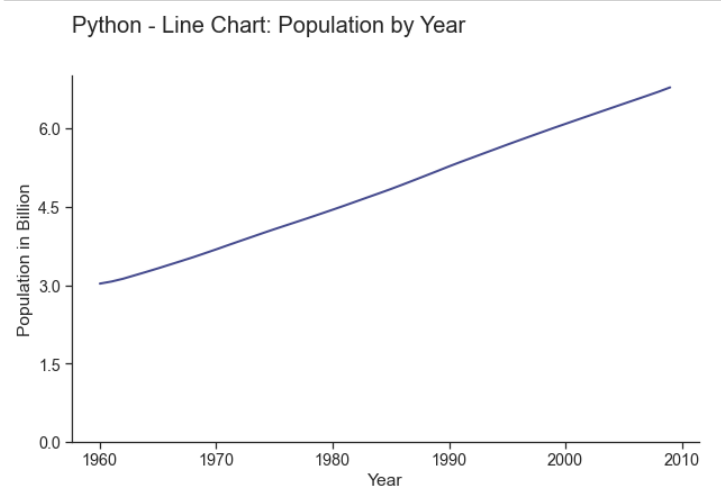 Python - Line Chart: Population by Year
Population in Billion
6.0
4.5
3.0
1.5
0.0
1960 1970 1980 1990 2000 2010
Year